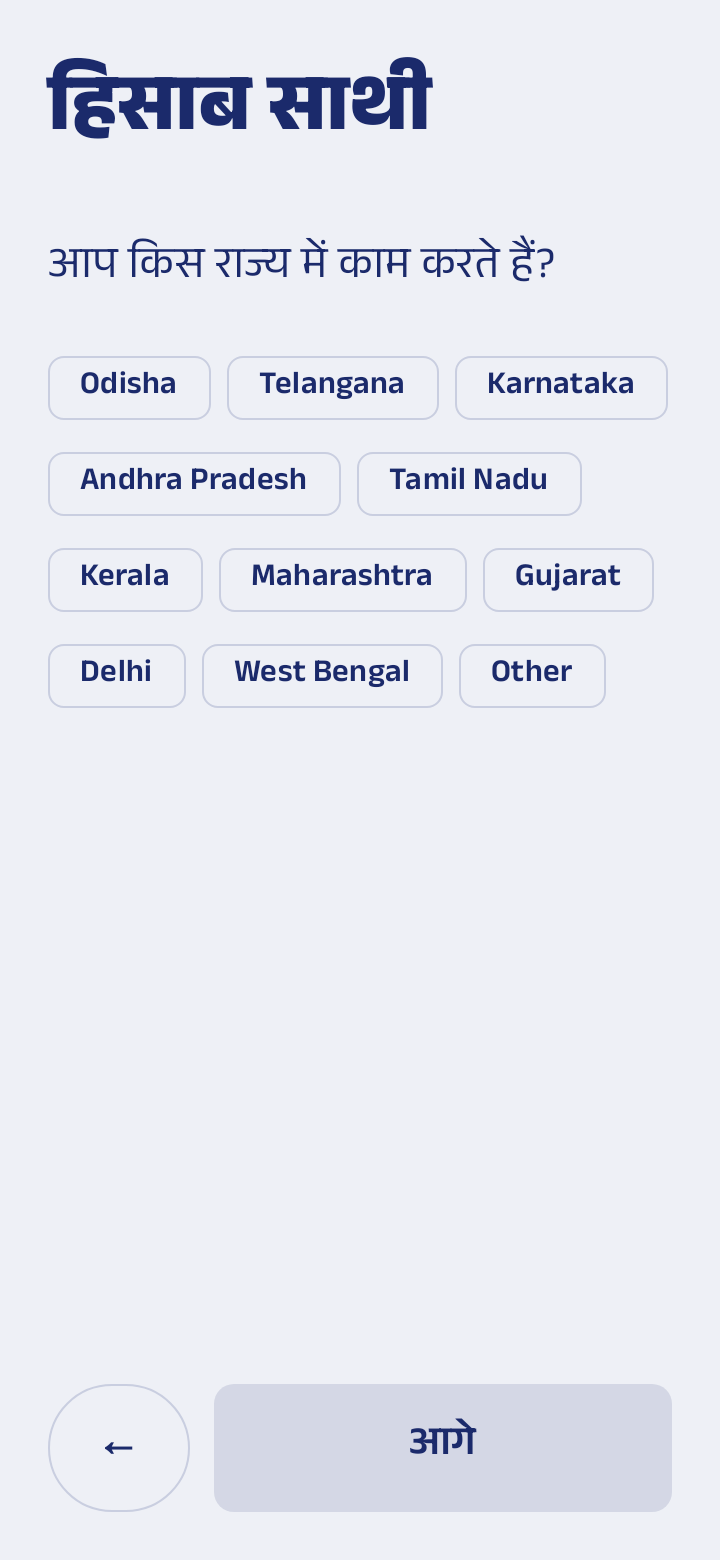 हिसाब साथी
आप किस राज्य में काम करते हैं?
Odisha Telangana Karnataka
Andhra Pradesh Tamil Nadu
Kerala Maharashtra Gujarat
Delhi West Bengal Other
← आगे